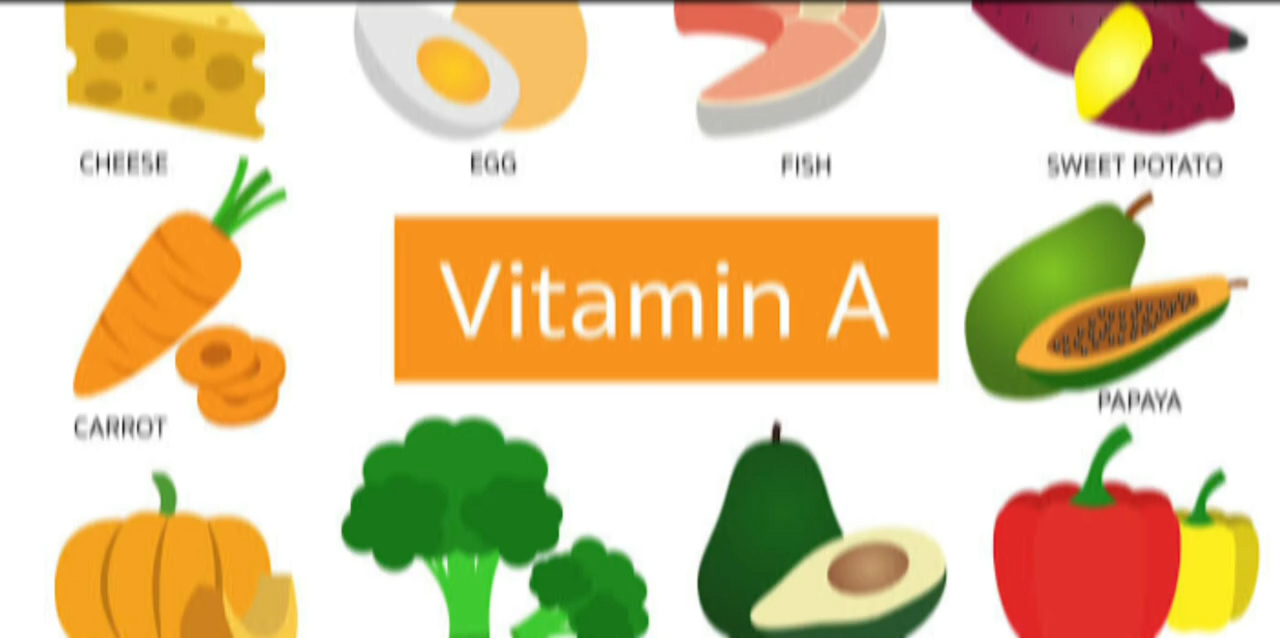 CHEESE
EGG
FISH
SWEET POTATO
Vitamin A
CARROT
PAPAYA